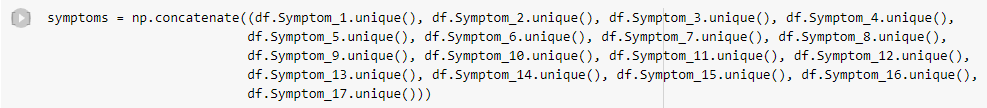 symptoms = np.concatenate((df.Symptom_1.unique(), df.Symptom_2.unique(), df.Symptom_3.unique(), df.Symptom_4.unique(),
df.Symptom_5.unique(), df.Symptom_6.unique(), df.Symptom_7.unique(), df.Symptom_8.unique(),
df.Symptom_9.unique(), df.Symptom_10.unique(), df.Symptom_11.unique(), df.Symptom_12.unique(),
df.Symptom_13.unique(), df.Symptom_14.unique(), df.Symptom_15.unique(), df.Symptom_16.unique(),
df.Symptom_17.unique()))